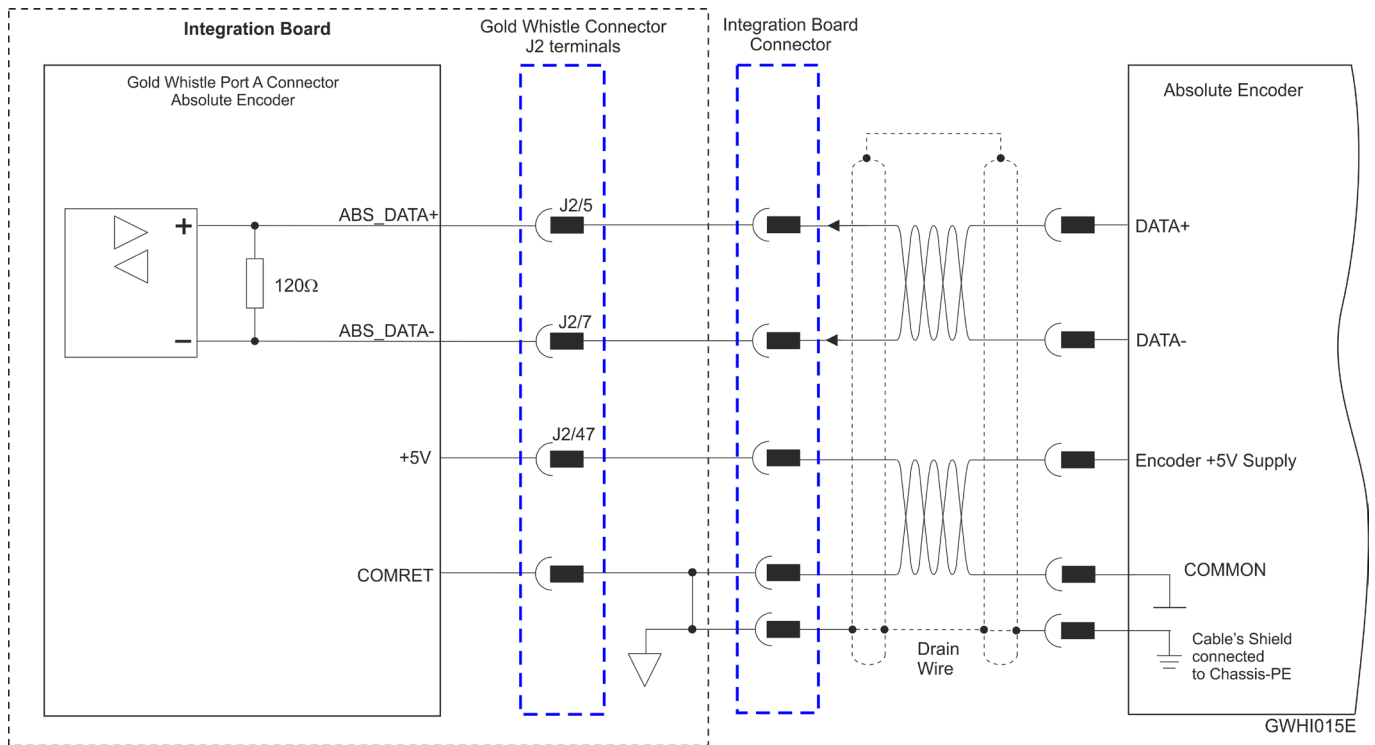 Integration Board
Gold Whistle Connector
J2 terminals
Integration Board
Connector
Gold Whistle Port A Connector
Absolute Encoder
Absolute Encoder
+
ABS_DATA+
J2/5
DATA+
120Ω
−
ABS_DATA-
J2/7
DATA-
+5V
J2/47
Encoder +5V Supply
COMRET
COMMON
Drain
Wire
Cable's Shield
connected
to Chassis-PE
GWHI015E